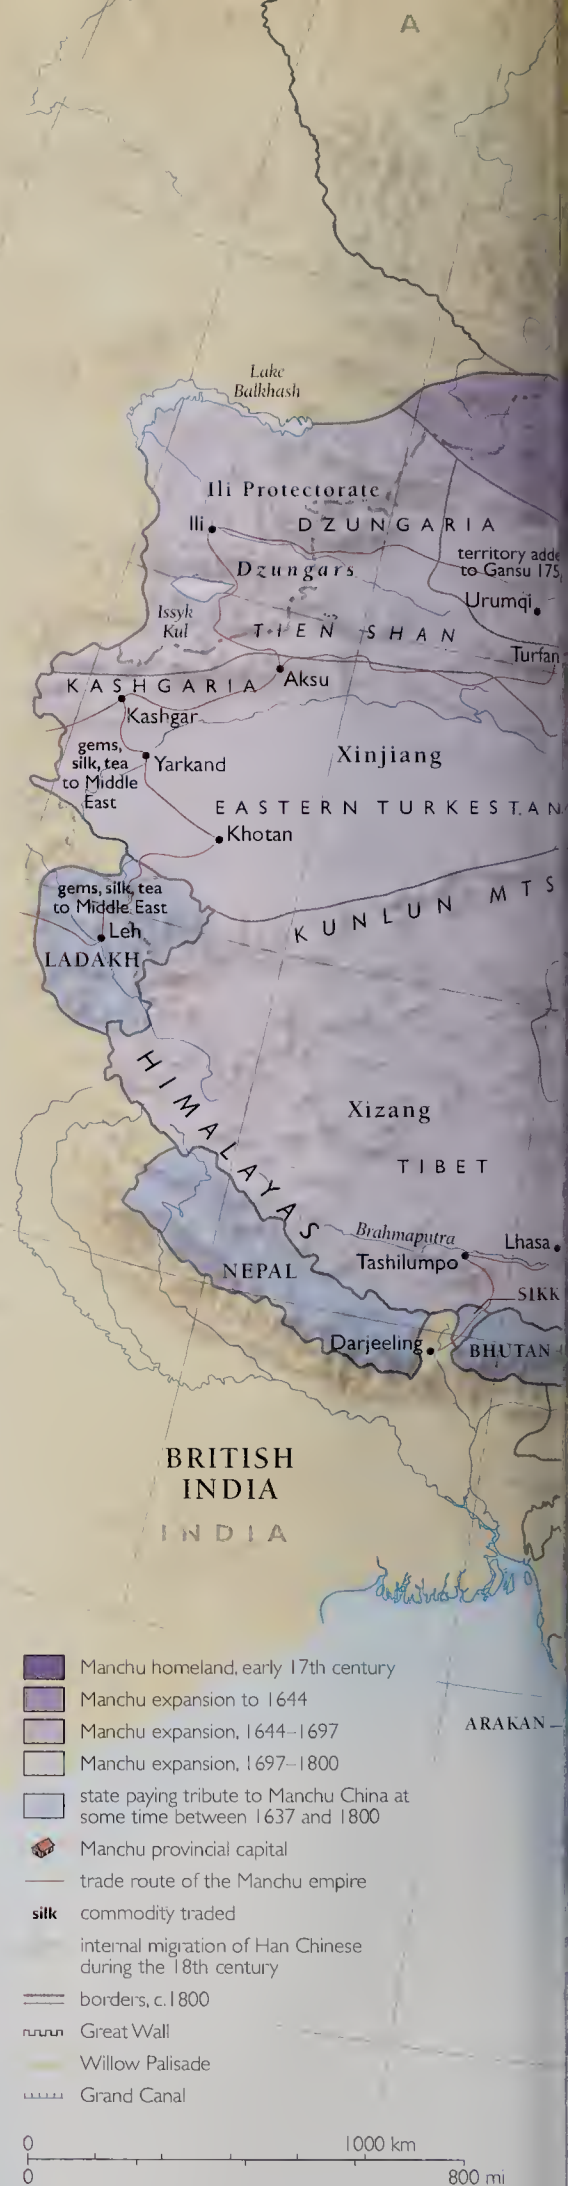 A
Lake
Balkhash
Ili Protectorate
Ili
DZUNGARIA
territory adde
to Gansu 175
Dzungars
Urumqi
Issyk
Kul
TIEN SHAN
Turfan
KASHGARIA
Aksu
Kashgar
gems,
silk, tea
to Middle
East
Yarkand
Xinjiang
EASTERN TURKESTAN
Khotan
gems, silk, tea
to Middle East
Leh
LADAKH
KUNLUN MTS
HIMALAYAS
Xizang
TIBET
Brahmaputra
Lhasa
Tashilumpo
NEPAL
SIKK
Darjeeling
BHUTAN
BRITISH
INDIA
INDIA
Manchu homeland, early 17th century
Manchu expansion to 1644
Manchu expansion, 1644–1697
ARAKAN
Manchu expansion, 1697–1800
state paying tribute to Manchu China at
some time between 1637 and 1800
Manchu provincial capital
trade route of the Manchu empire
silk commodity traded
internal migration of Han Chinese
during the 18th century
borders, c.1800
Great Wall
Willow Palisade
Grand Canal
0 1000 km
0 800 mi